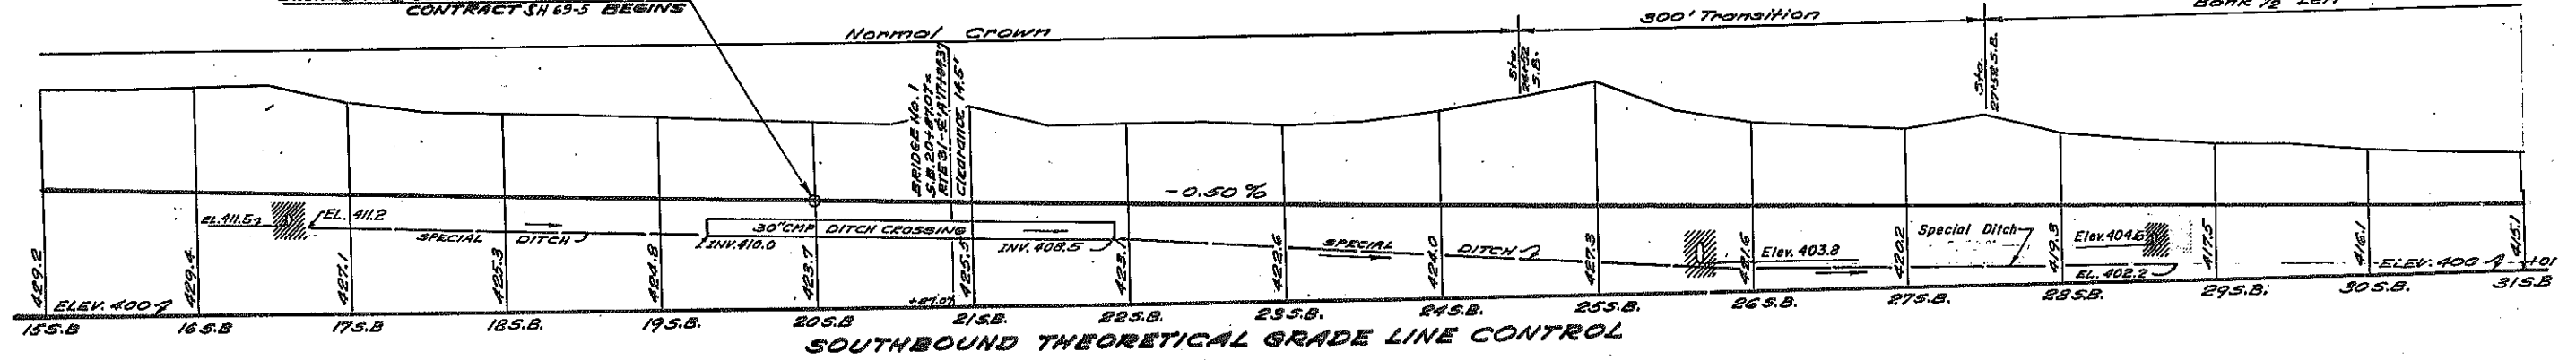 CONTRACT SH 69-5 BEGINS
300' Transition
Normal Crown
Sta.
24+52
S.B.
Sta.
27+52 S.B.
BRIDGE No. 1
S.B. 20+87.07=
Clearance 14.5'
-0.50 %
EL. 411.5
EL. 411.2
SPECIAL DITCH
30" CMP DITCH CROSSING
INV. 410.0
INV. 408.5
SPECIAL DITCH
Elev. 403.8
Special Ditch
Elev. 404.6
EL. 402.2
429.2
429.4
427.1
425.3
424.8
423.7
425.5
423.1
422.6
424.0
427.3
421.6
420.2
419.3
417.5
416.1
415.1
ELEV. 400
+87.07
ELEV. 400
15 S.B
16 S.B
17 S.B
18 S.B.
19 S.B.
20 S.B
21 S.B.
22 S.B.
23 S.B.
24 S.B.
25 S.B.
26 S.B.
27 S.B.
28 S.B.
29 S.B.
30 S.B.
31 S.B
SOUTHBOUND THEORETICAL GRADE LINE CONTROL